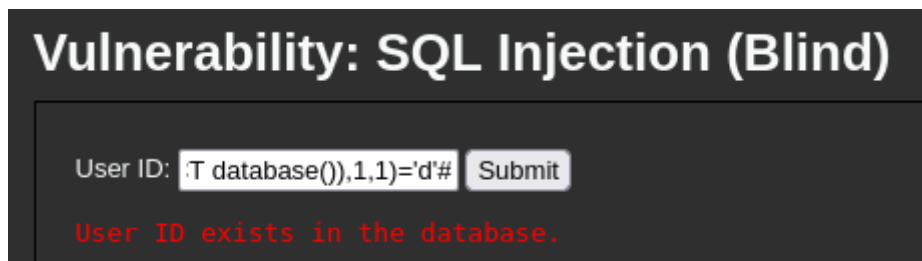 Vulnerability: SQL Injection (Blind)
User ID: T database()),1,1)='d'# Submit
User ID exists in the database.